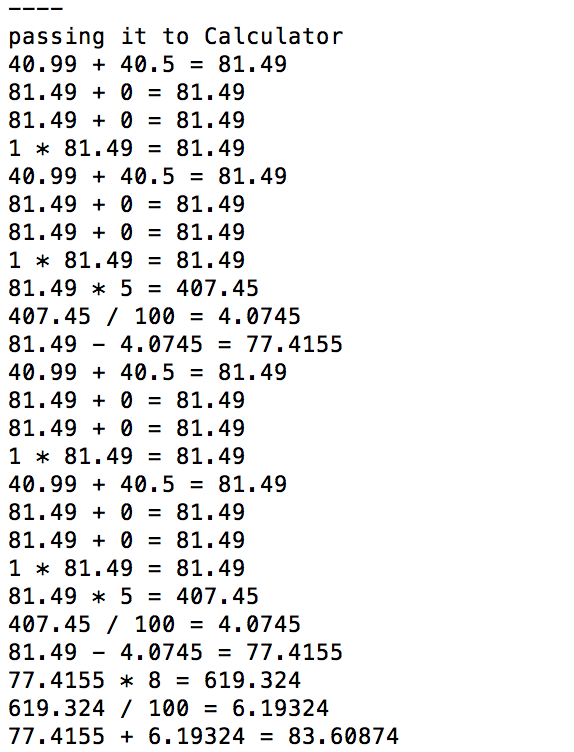 ----
passing it to Calculator
40.99 + 40.5 = 81.49
81.49 + 0 = 81.49
81.49 + 0 = 81.49
1 * 81.49 = 81.49
40.99 + 40.5 = 81.49
81.49 + 0 = 81.49
81.49 + 0 = 81.49
1 * 81.49 = 81.49
81.49 * 5 = 407.45
407.45 / 100 = 4.0745
81.49 - 4.0745 = 77.4155
40.99 + 40.5 = 81.49
81.49 + 0 = 81.49
81.49 + 0 = 81.49
1 * 81.49 = 81.49
40.99 + 40.5 = 81.49
81.49 + 0 = 81.49
81.49 + 0 = 81.49
1 * 81.49 = 81.49
81.49 * 5 = 407.45
407.45 / 100 = 4.0745
81.49 - 4.0745 = 77.4155
77.4155 * 8 = 619.324
619.324 / 100 = 6.19324
77.4155 + 6.19324 = 83.60874